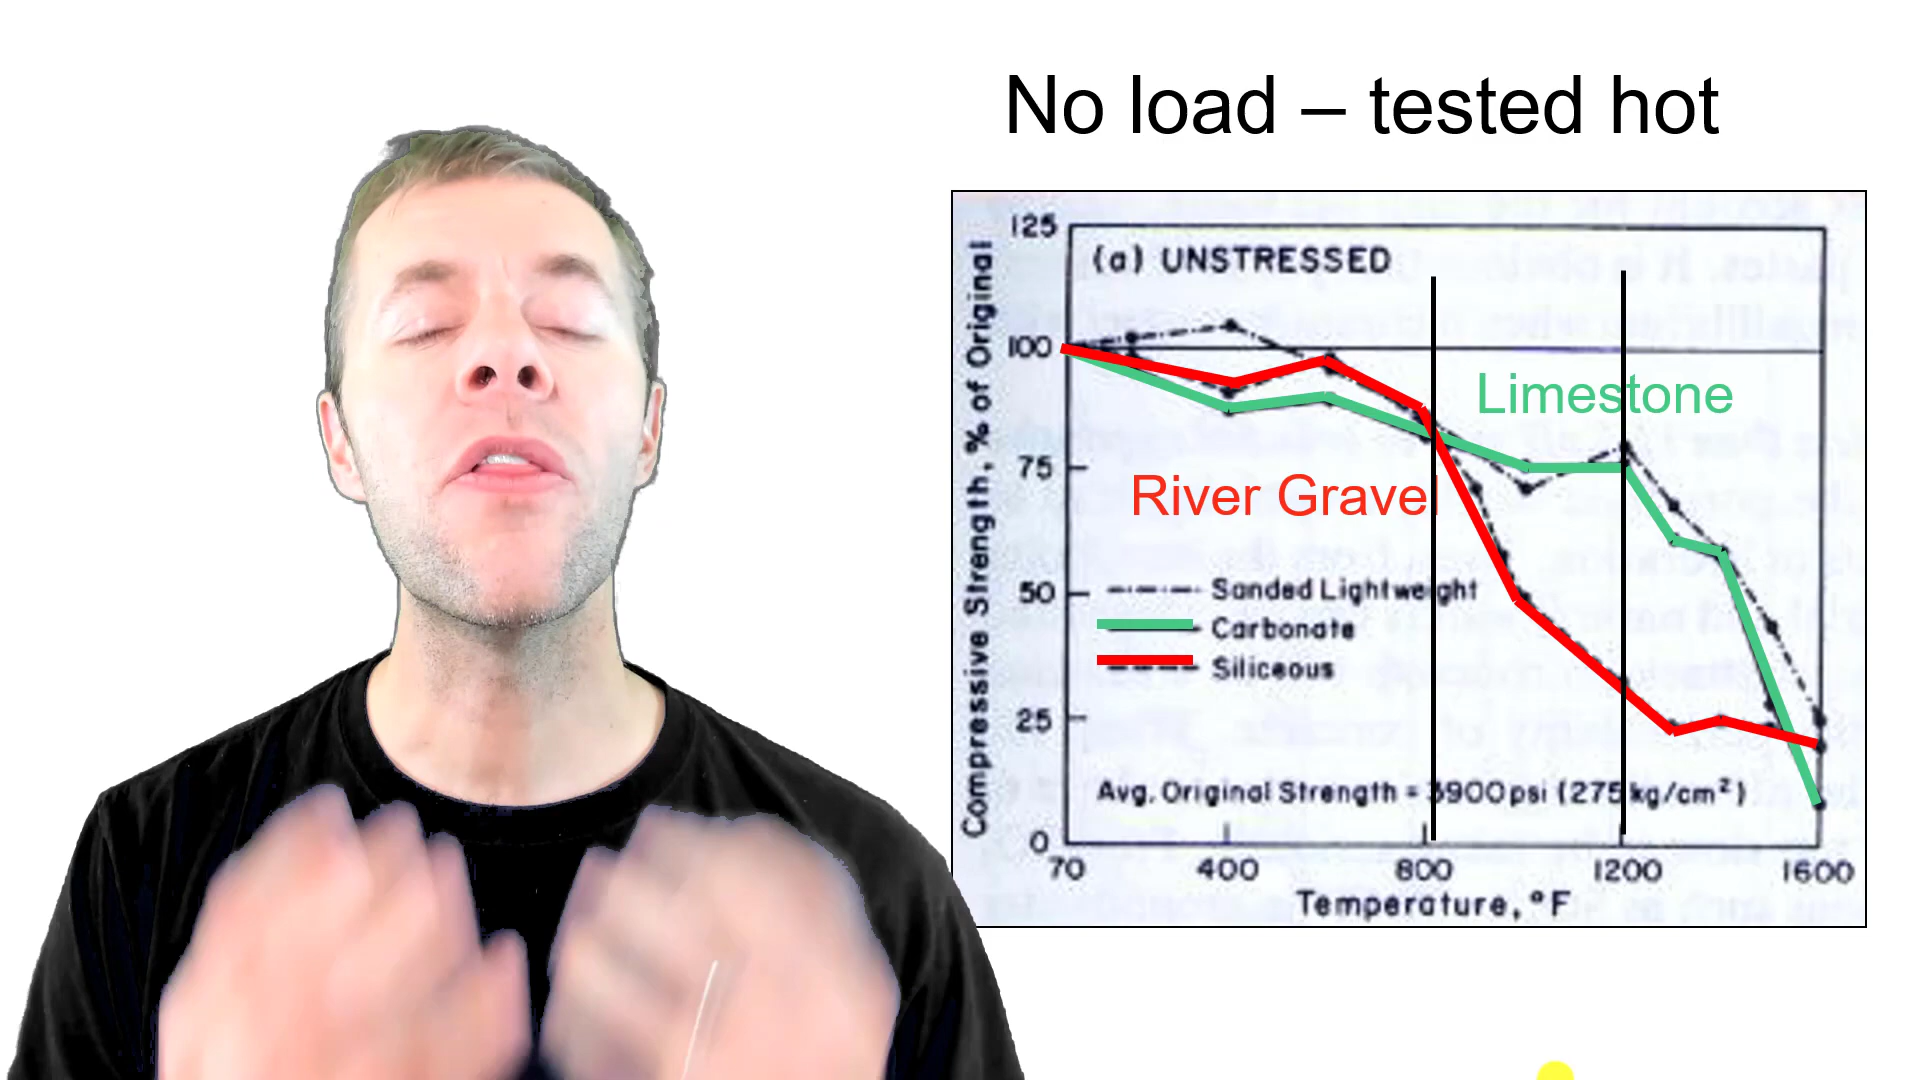 No load – tested hot
125
(a) UNSTRESSED
100
Limestone
75
River Gravel
50
Sanded Lightweight
Carbonate
Siliceous
25
Avg. Original Strength = 3900 psi (275 kg/cm²)
0
70 400 800 1200 1600
Temperature, °F
Compressive Strength, % of Original